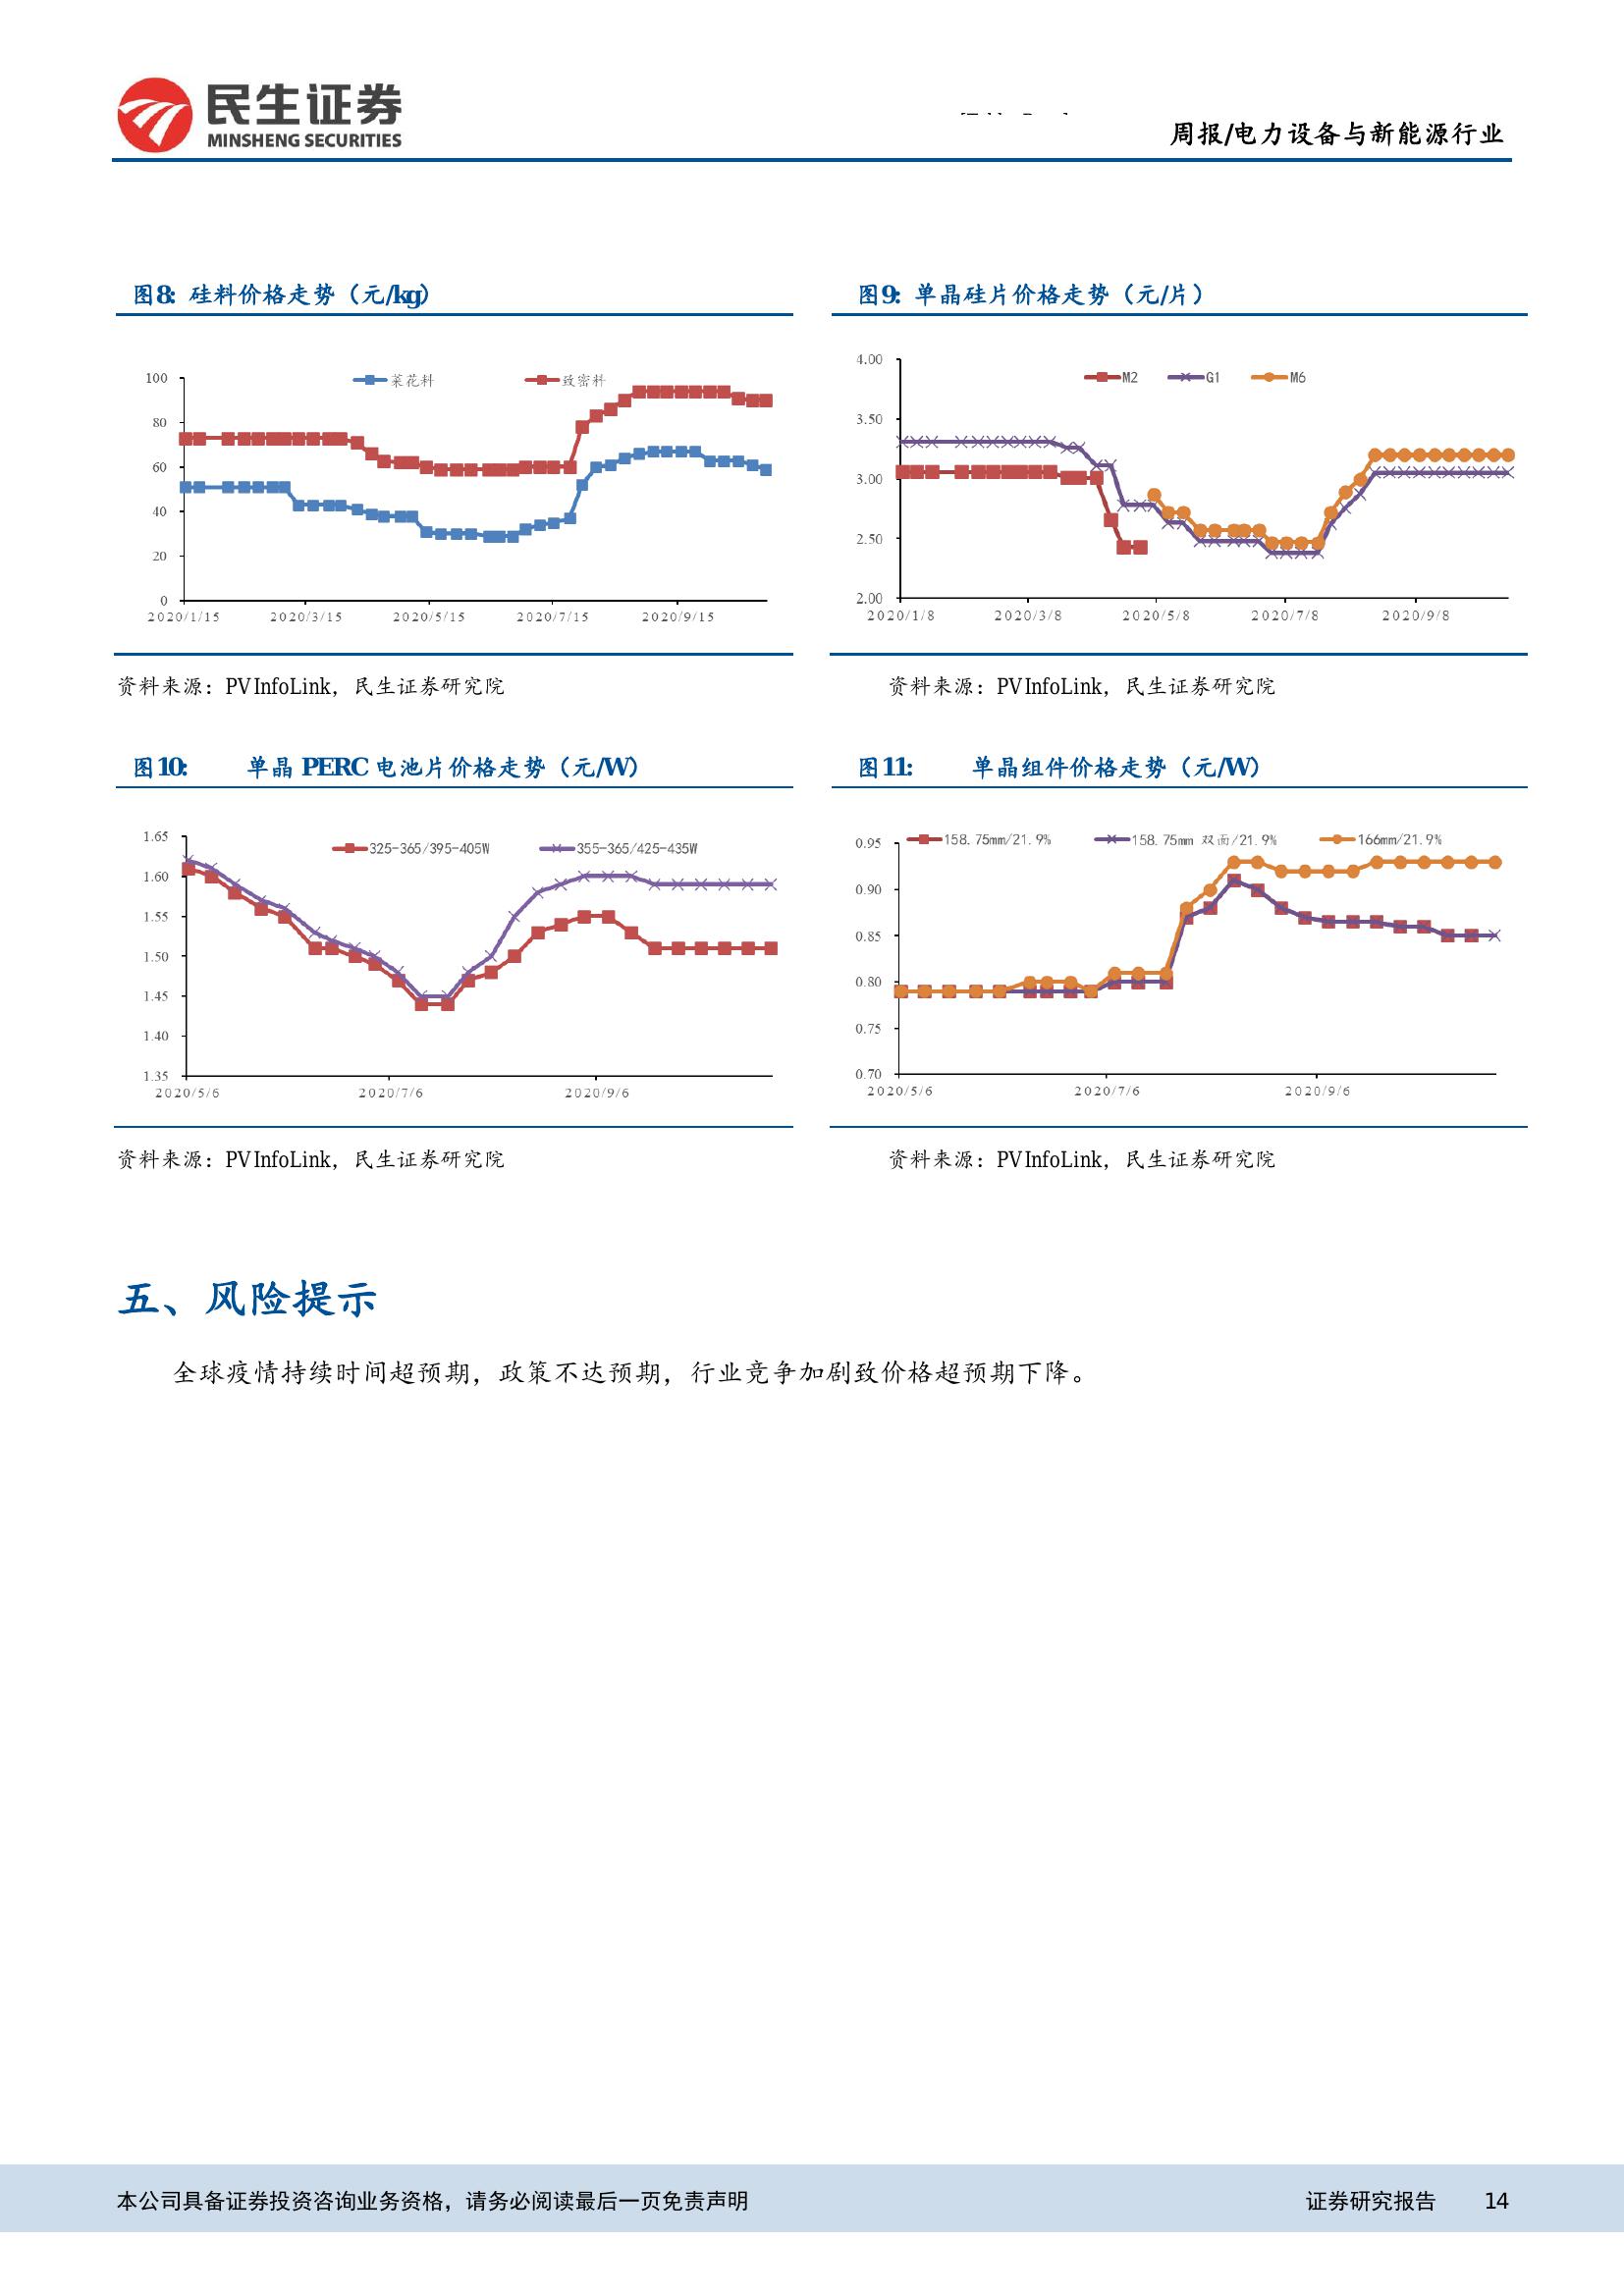 民生证券
MINSHENG SECURITIES
周报/电力设备与新能源行业
图8: 硅料价格走势（元/kg）
100
80
60
40
20
0
菜花料 致密料
2020/1/15 2020/3/15 2020/5/15 2020/7/15 2020/9/15
资料来源：PVInfoLink，民生证券研究院
图9: 单晶硅片价格走势（元/片）
4.00
3.50
3.00
2.50
2.00
M2 G1 M6
2020/1/8 2020/3/8 2020/5/8 2020/7/8 2020/9/8
资料来源：PVInfoLink，民生证券研究院
图10: 单晶 PERC 电池片价格走势（元/W）
1.65
1.60
1.55
1.50
1.45
1.40
1.35
325-365/395-405W 355-365/425-435W
2020/5/6 2020/7/6 2020/9/6
资料来源：PVInfoLink，民生证券研究院
图11: 单晶组件价格走势（元/W）
0.95
0.90
0.85
0.80
0.75
0.70
158.75mm/21.9% 158.75mm 双面/21.9% 166mm/21.9%
2020/5/6 2020/7/6 2020/9/6
资料来源：PVInfoLink，民生证券研究院
五、风险提示
全球疫情持续时间超预期，政策不达预期，行业竞争加剧致价格超预期下降。
本公司具备证券投资咨询业务资格，请务必阅读最后一页免责声明 证券研究报告 14